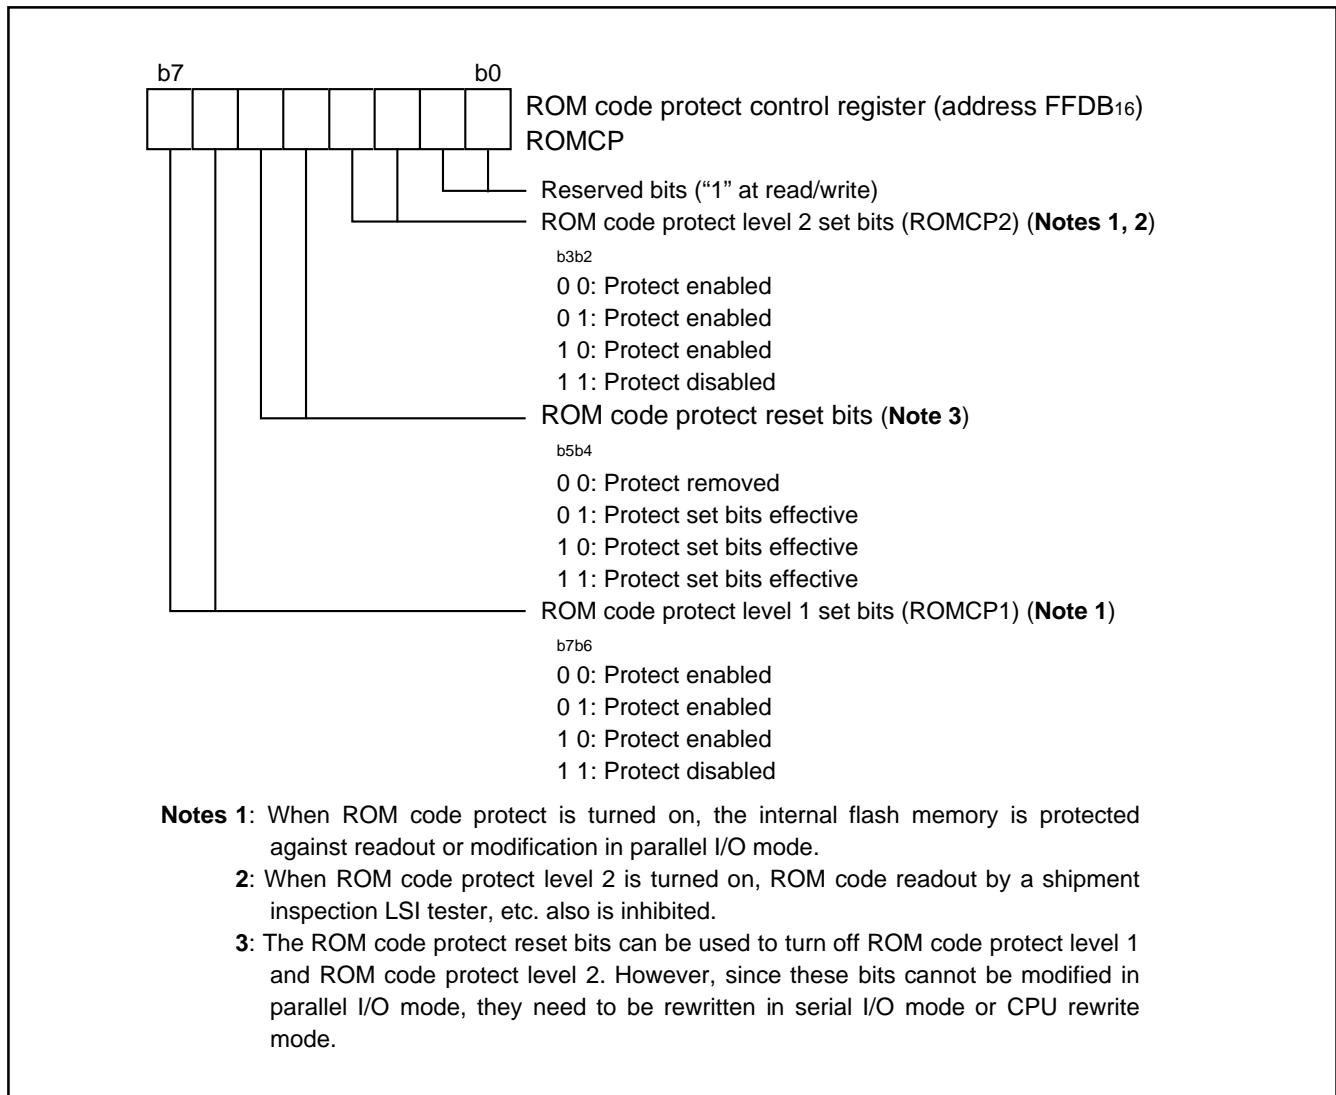 b7 b0
ROM code protect control register (address FFDB16)
ROMCP
Reserved bits (“1” at read/write)
ROM code protect level 2 set bits (ROMCP2) (Notes 1, 2)
b3b2
0 0: Protect enabled
0 1: Protect enabled
1 0: Protect enabled
1 1: Protect disabled
ROM code protect reset bits (Note 3)
b5b4
0 0: Protect removed
0 1: Protect set bits effective
1 0: Protect set bits effective
1 1: Protect set bits effective
ROM code protect level 1 set bits (ROMCP1) (Note 1)
b7b6
0 0: Protect enabled
0 1: Protect enabled
1 0: Protect enabled
1 1: Protect disabled
Notes 1: When ROM code protect is turned on, the internal flash memory is protected
against readout or modification in parallel I/O mode.
2: When ROM code protect level 2 is turned on, ROM code readout by a shipment
inspection LSI tester, etc. also is inhibited.
3: The ROM code protect reset bits can be used to turn off ROM code protect level 1
and ROM code protect level 2. However, since these bits cannot be modified in
parallel I/O mode, they need to be rewritten in serial I/O mode or CPU rewrite
mode.